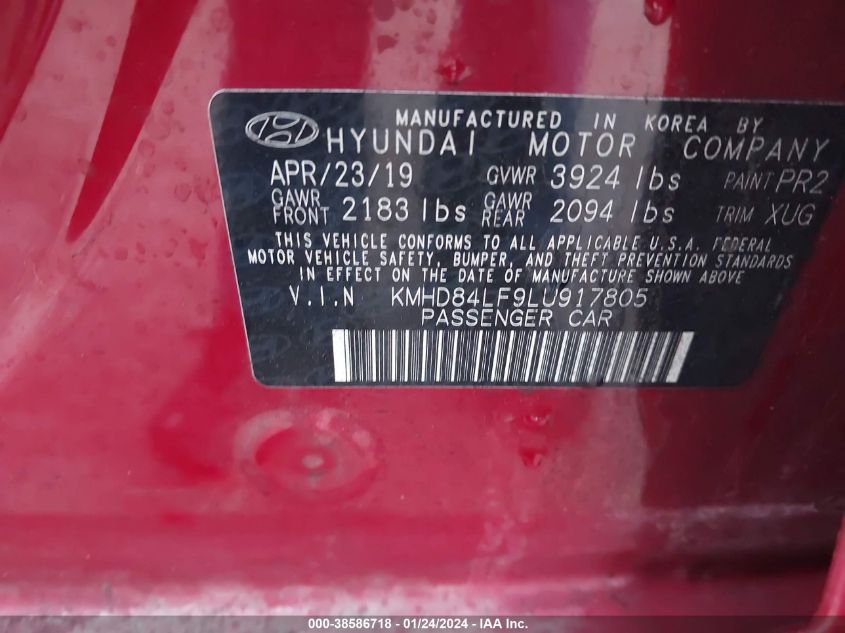 MANUFACTURED IN KOREA BY
HYUNDAI MOTOR COMPANY
APR/23/19 GVWR 3924 lbs PAINT PR2
GAWR FRONT 2183 lbs GAWR REAR 2094 lbs TRIM XUG
THIS VEHICLE CONFORMS TO ALL APPLICABLE U.S.A. FEDERAL
MOTOR VEHICLE SAFETY, BUMPER, AND THEFT PREVENTION STANDARDS
IN EFFECT ON THE DATE OF MANUFACTURE SHOWN ABOVE
V.I.N KMHD84LF9LU917805
PASSENGER CAR
000-38586718 - 01/24/2024 - IAA Inc.